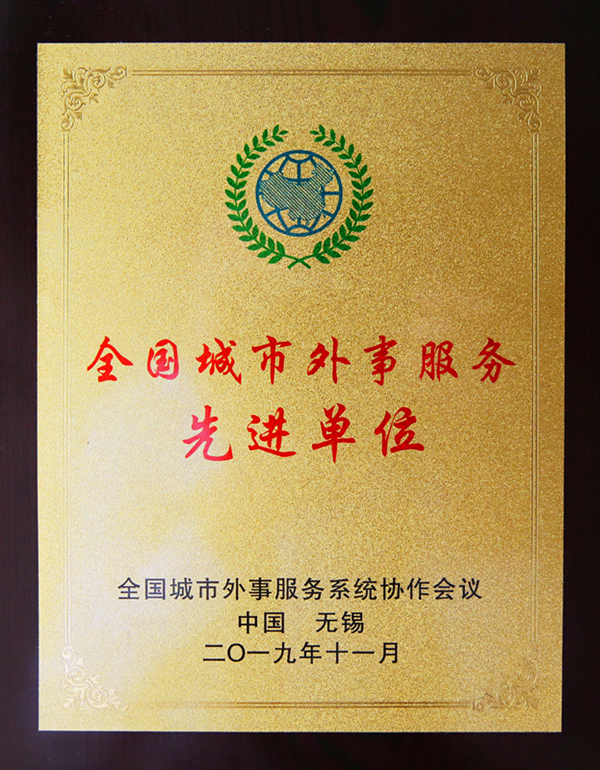 全国城市外事服务
先进单位
全国城市外事服务系统协作会议
中国 无锡
二〇一九年十一月